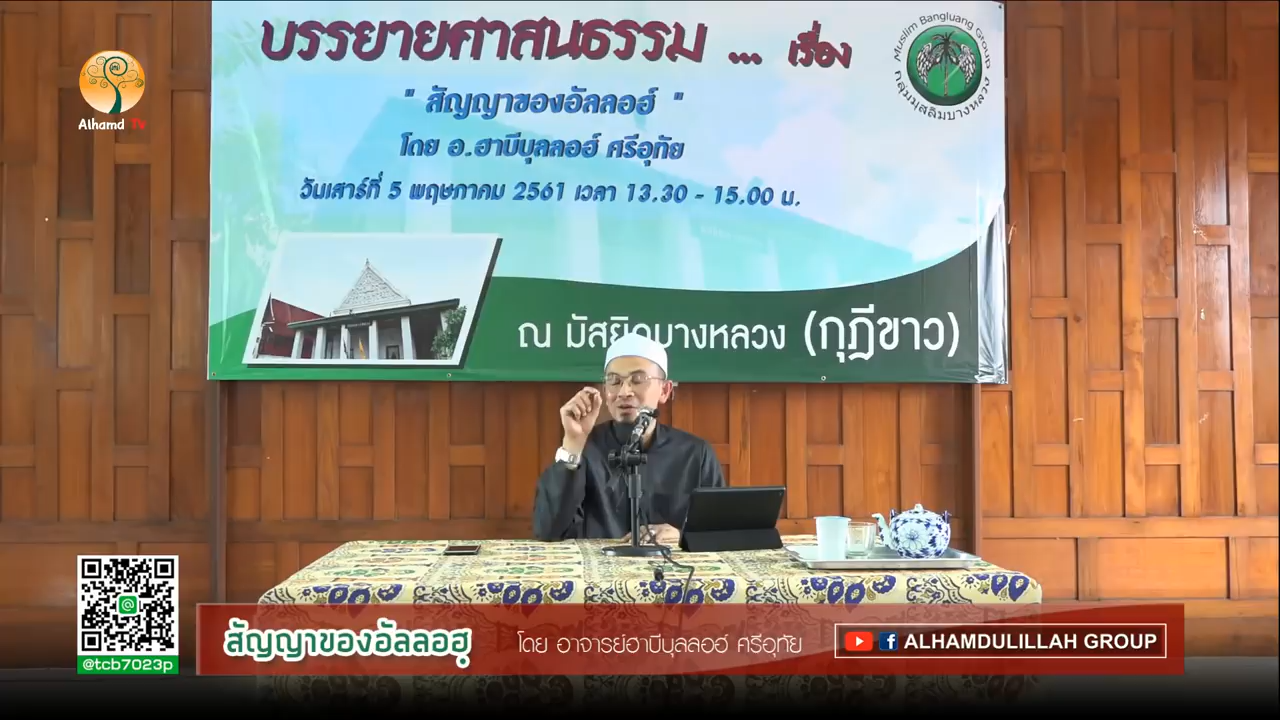 บรรยายศาสนธรรม ... เรื่อง
" สัญญาของอัลลอฮ์ "
โดย อ.ฮาบีบุลลอฮ์ ศรีอุทัย
วันเสาร์ที่ 5 พฤษภาคม 2561 เวลา 13.30 - 15.00 น.
Muslim Bangluang Group
กลุ่มมุสลิมบางหลวง
Alhamd TV
ณ มัสยิดบางหลวง (กุฎีขาว)
@tcb7023p
สัญญาของอัลลอฮฺ
โดย อาจารย์ฮาบีบุลลอฮ์ ศรีอุทัย
ALHAMDULILLAH GROUP